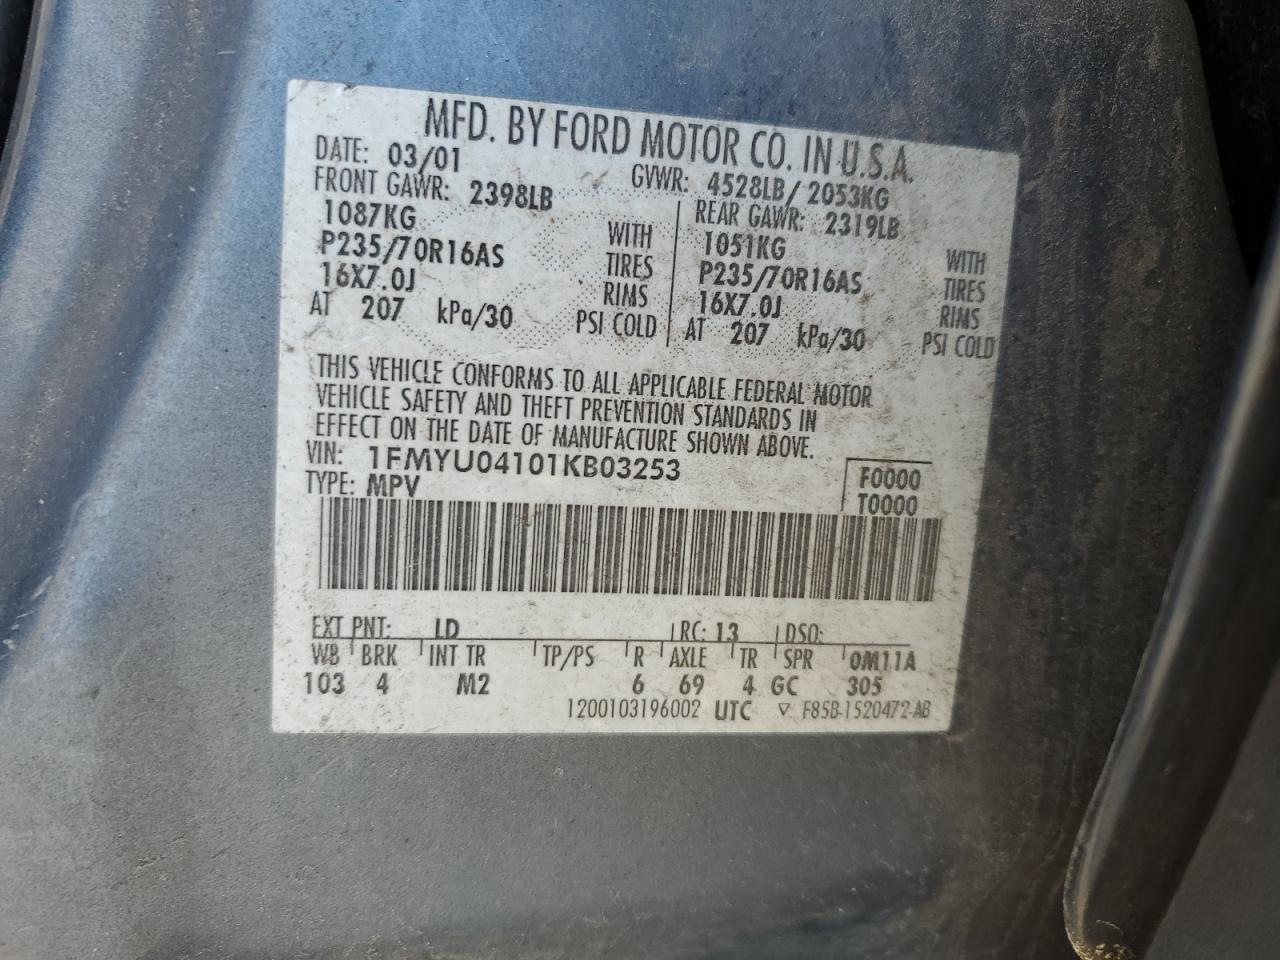 MFD. BY FORD MOTOR CO. IN U.S.A.
DATE: 03/01 GVWR: 4528LB/ 2053KG
FRONT GAWR: 2398LB REAR GAWR: 2319LB
1087KG WITH 1051KG WITH
P235/70R16AS TIRES P235/70R16AS TIRES
16X7.0J RIMS 16X7.0J RIMS
AT 207 kPa/30 PSI COLD AT 207 kPa/30 PSI COLD
THIS VEHICLE CONFORMS TO ALL APPLICABLE FEDERAL MOTOR
VEHICLE SAFETY AND THEFT PREVENTION STANDARDS IN
EFFECT ON THE DATE OF MANUFACTURE SHOWN ABOVE.
VIN: 1FMYU04101KB03253
TYPE: MPV
F0000
T0000
EXT PNT: LD RC: 13 DSO:
WB BRK INT TR TP/PS R AXLE TR SPR 0M11A
103 4 M2 6 69 4 GC 305
1200103196002 UTC ▽ F85B-1520472-AB